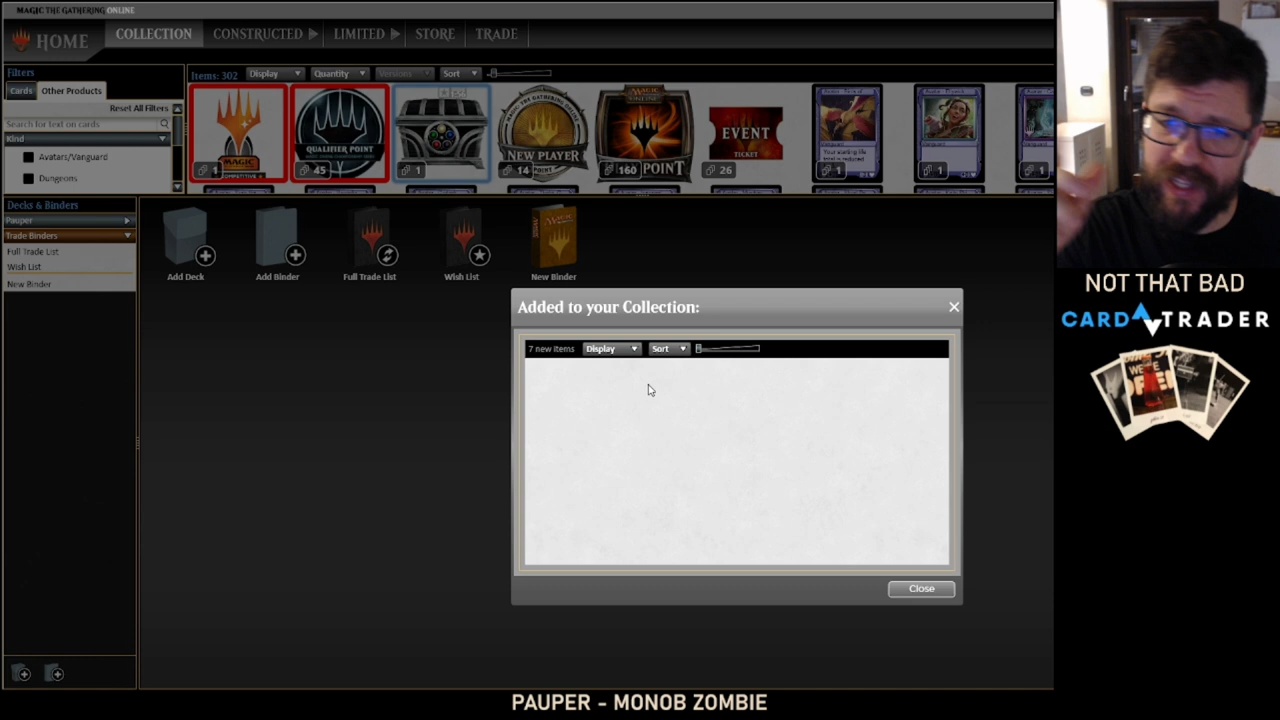 MAGIC THE GATHERING ONLINE
HOME
COLLECTION
CONSTRUCTED
LIMITED
STORE
TRADE
Filters
Cards
Other Products
Reset All Filters
Search for text on cards
Kind
Avatars/Vanguard
Dungeons
Items: 302
Display
Quantity
Versions
Sort
MAGIC
1
QUALIFIER POINT
45
1
NEW PLAYER
14
POINT
160
EVENT
TICKET
26
1
1
1
Decks & Binders
Pauper
Trade Binders
Full Trade List
Wish List
New Binder
Add Deck
Add Binder
Full Trade List
Wish List
New Binder
Added to your Collection:
7 new items
Display
Sort
Close
NOT THAT BAD
CARD TRADER
PAUPER - MONOB ZOMBIE